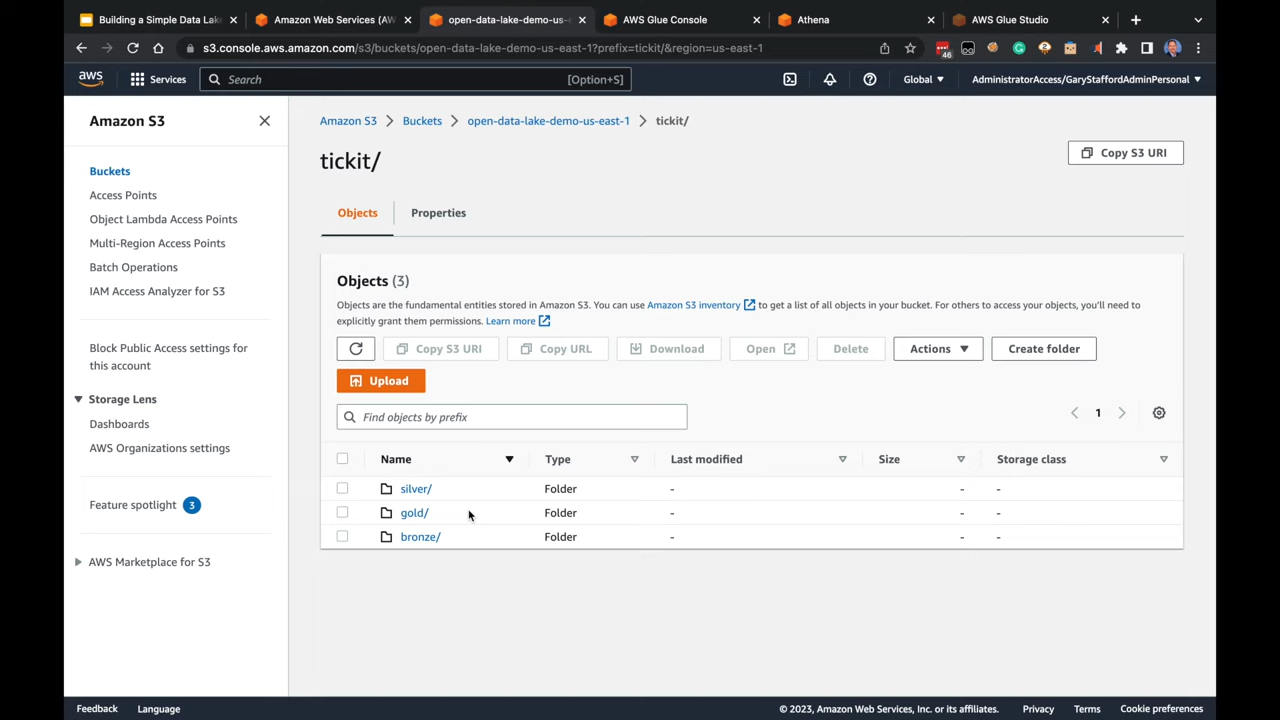 Building a Simple Data Lake
Amazon Web Services (AW
open-data-lake-demo-us-
AWS Glue Console
Athena
AWS Glue Studio
s3.console.aws.amazon.com/s3/buckets/open-data-lake-demo-us-east-1?prefix=tickit/&region=us-east-1
46
aws
Services
Search
[Option+S]
Global
AdministratorAccess/GaryStaffordAdminPersonal
Amazon S3
Buckets
Access Points
Object Lambda Access Points
Multi-Region Access Points
Batch Operations
IAM Access Analyzer for S3
Block Public Access settings for
this account
Storage Lens
Dashboards
AWS Organizations settings
Feature spotlight 3
AWS Marketplace for S3
Amazon S3 > Buckets > open-data-lake-demo-us-east-1 > tickit/
tickit/
Copy S3 URI
Objects
Properties
Objects (3)
Objects are the fundamental entities stored in Amazon S3. You can use Amazon S3 inventory to get a list of all objects in your bucket. For others to access your objects, you'll need to
explicitly grant them permissions. Learn more
Copy S3 URI
Copy URL
Download
Open
Delete
Actions
Create folder
Upload
Find objects by prefix
1
Name Type Last modified Size Storage class
silver/ Folder - - -
gold/ Folder - - -
bronze/ Folder - - -
Feedback Language © 2023, Amazon Web Services, Inc. or its affiliates. Privacy Terms Cookie preferences